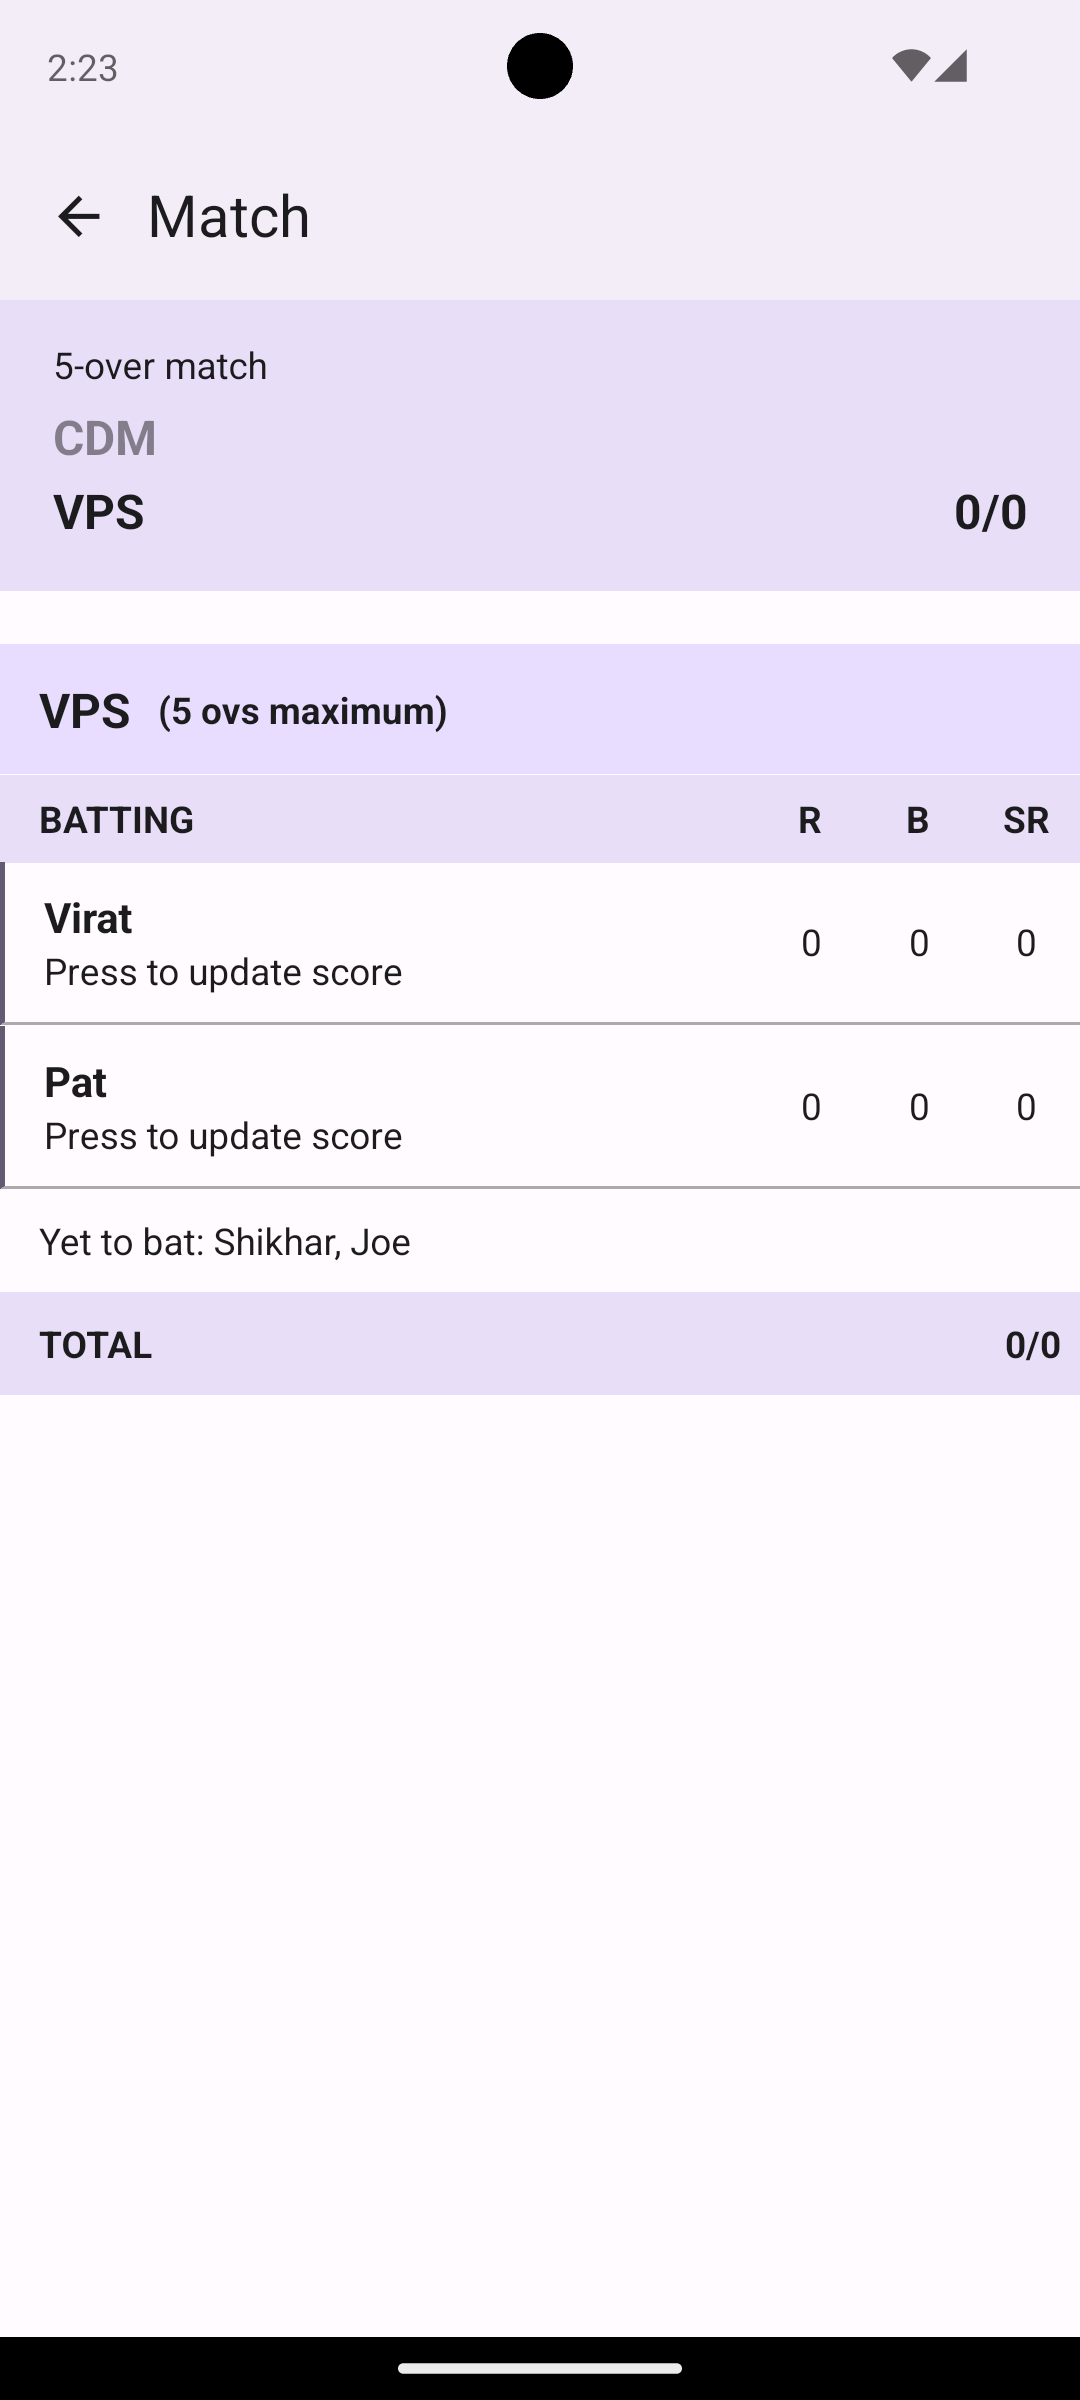 2:23
Match
5-over match
CDM
VPS 0/0
VPS (5 ovs maximum)
BATTING R B SR
Virat
Press to update score
0 0 0
Pat
Press to update score
0 0 0
Yet to bat: Shikhar, Joe
TOTAL 0/0